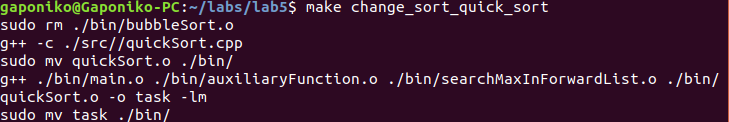 gaponiko@Gaponiko-PC:~/labs/lab5$ make change_sort_quick_sort
sudo rm ./bin/bubbleSort.o
g++ -c ./src//quickSort.cpp
sudo mv quickSort.o ./bin/
g++ ./bin/main.o ./bin/auxiliaryFunction.o ./bin/searchMaxInForwardList.o ./bin/
quickSort.o -o task -lm
sudo mv task ./bin/